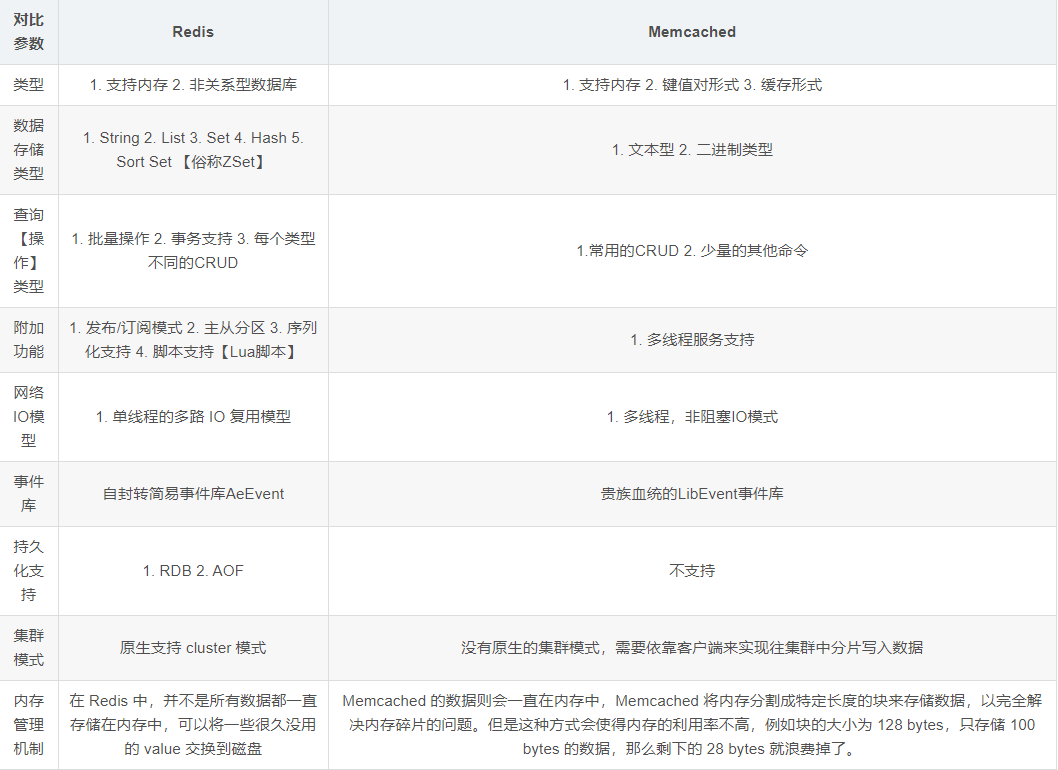 对比
参数
Redis
Memcached
类型
1. 支持内存 2. 非关系型数据库
1. 支持内存 2. 键值对形式 3. 缓存形式
数据
存储
类型
1. String 2. List 3. Set 4. Hash 5.
Sort Set 【俗称ZSet】
1. 文本型 2. 二进制类型
查询
【操
作】
类型
1. 批量操作 2. 事务支持 3. 每个类型
不同的CRUD
1.常用的CRUD 2. 少量的其他命令
附加
功能
1. 发布/订阅模式 2. 主从分区 3. 序列
化支持 4. 脚本支持【Lua脚本】
1. 多线程服务支持
网络
IO模
型
1. 单线程的多路 IO 复用模型
1. 多线程，非阻塞IO模式
事件
库
自封转简易事件库AeEvent
贵族血统的LibEvent事件库
持久
化支
持
1. RDB 2. AOF
不支持
集群
模式
原生支持 cluster 模式
没有原生的集群模式，需要依靠客户端来实现往集群中分片写入数据
内存
管理
机制
在 Redis 中，并不是所有数据都一直
存储在内存中，可以将一些很久没用
的 value 交换到磁盘
Memcached 的数据则会一直在内存中，Memcached 将内存分割成特定长度的块来存储数据，以完全解
决内存碎片的问题。但是这种方式会使得内存的利用率不高，例如块的大小为 128 bytes，只存储 100
bytes 的数据，那么剩下的 28 bytes 就浪费掉了。